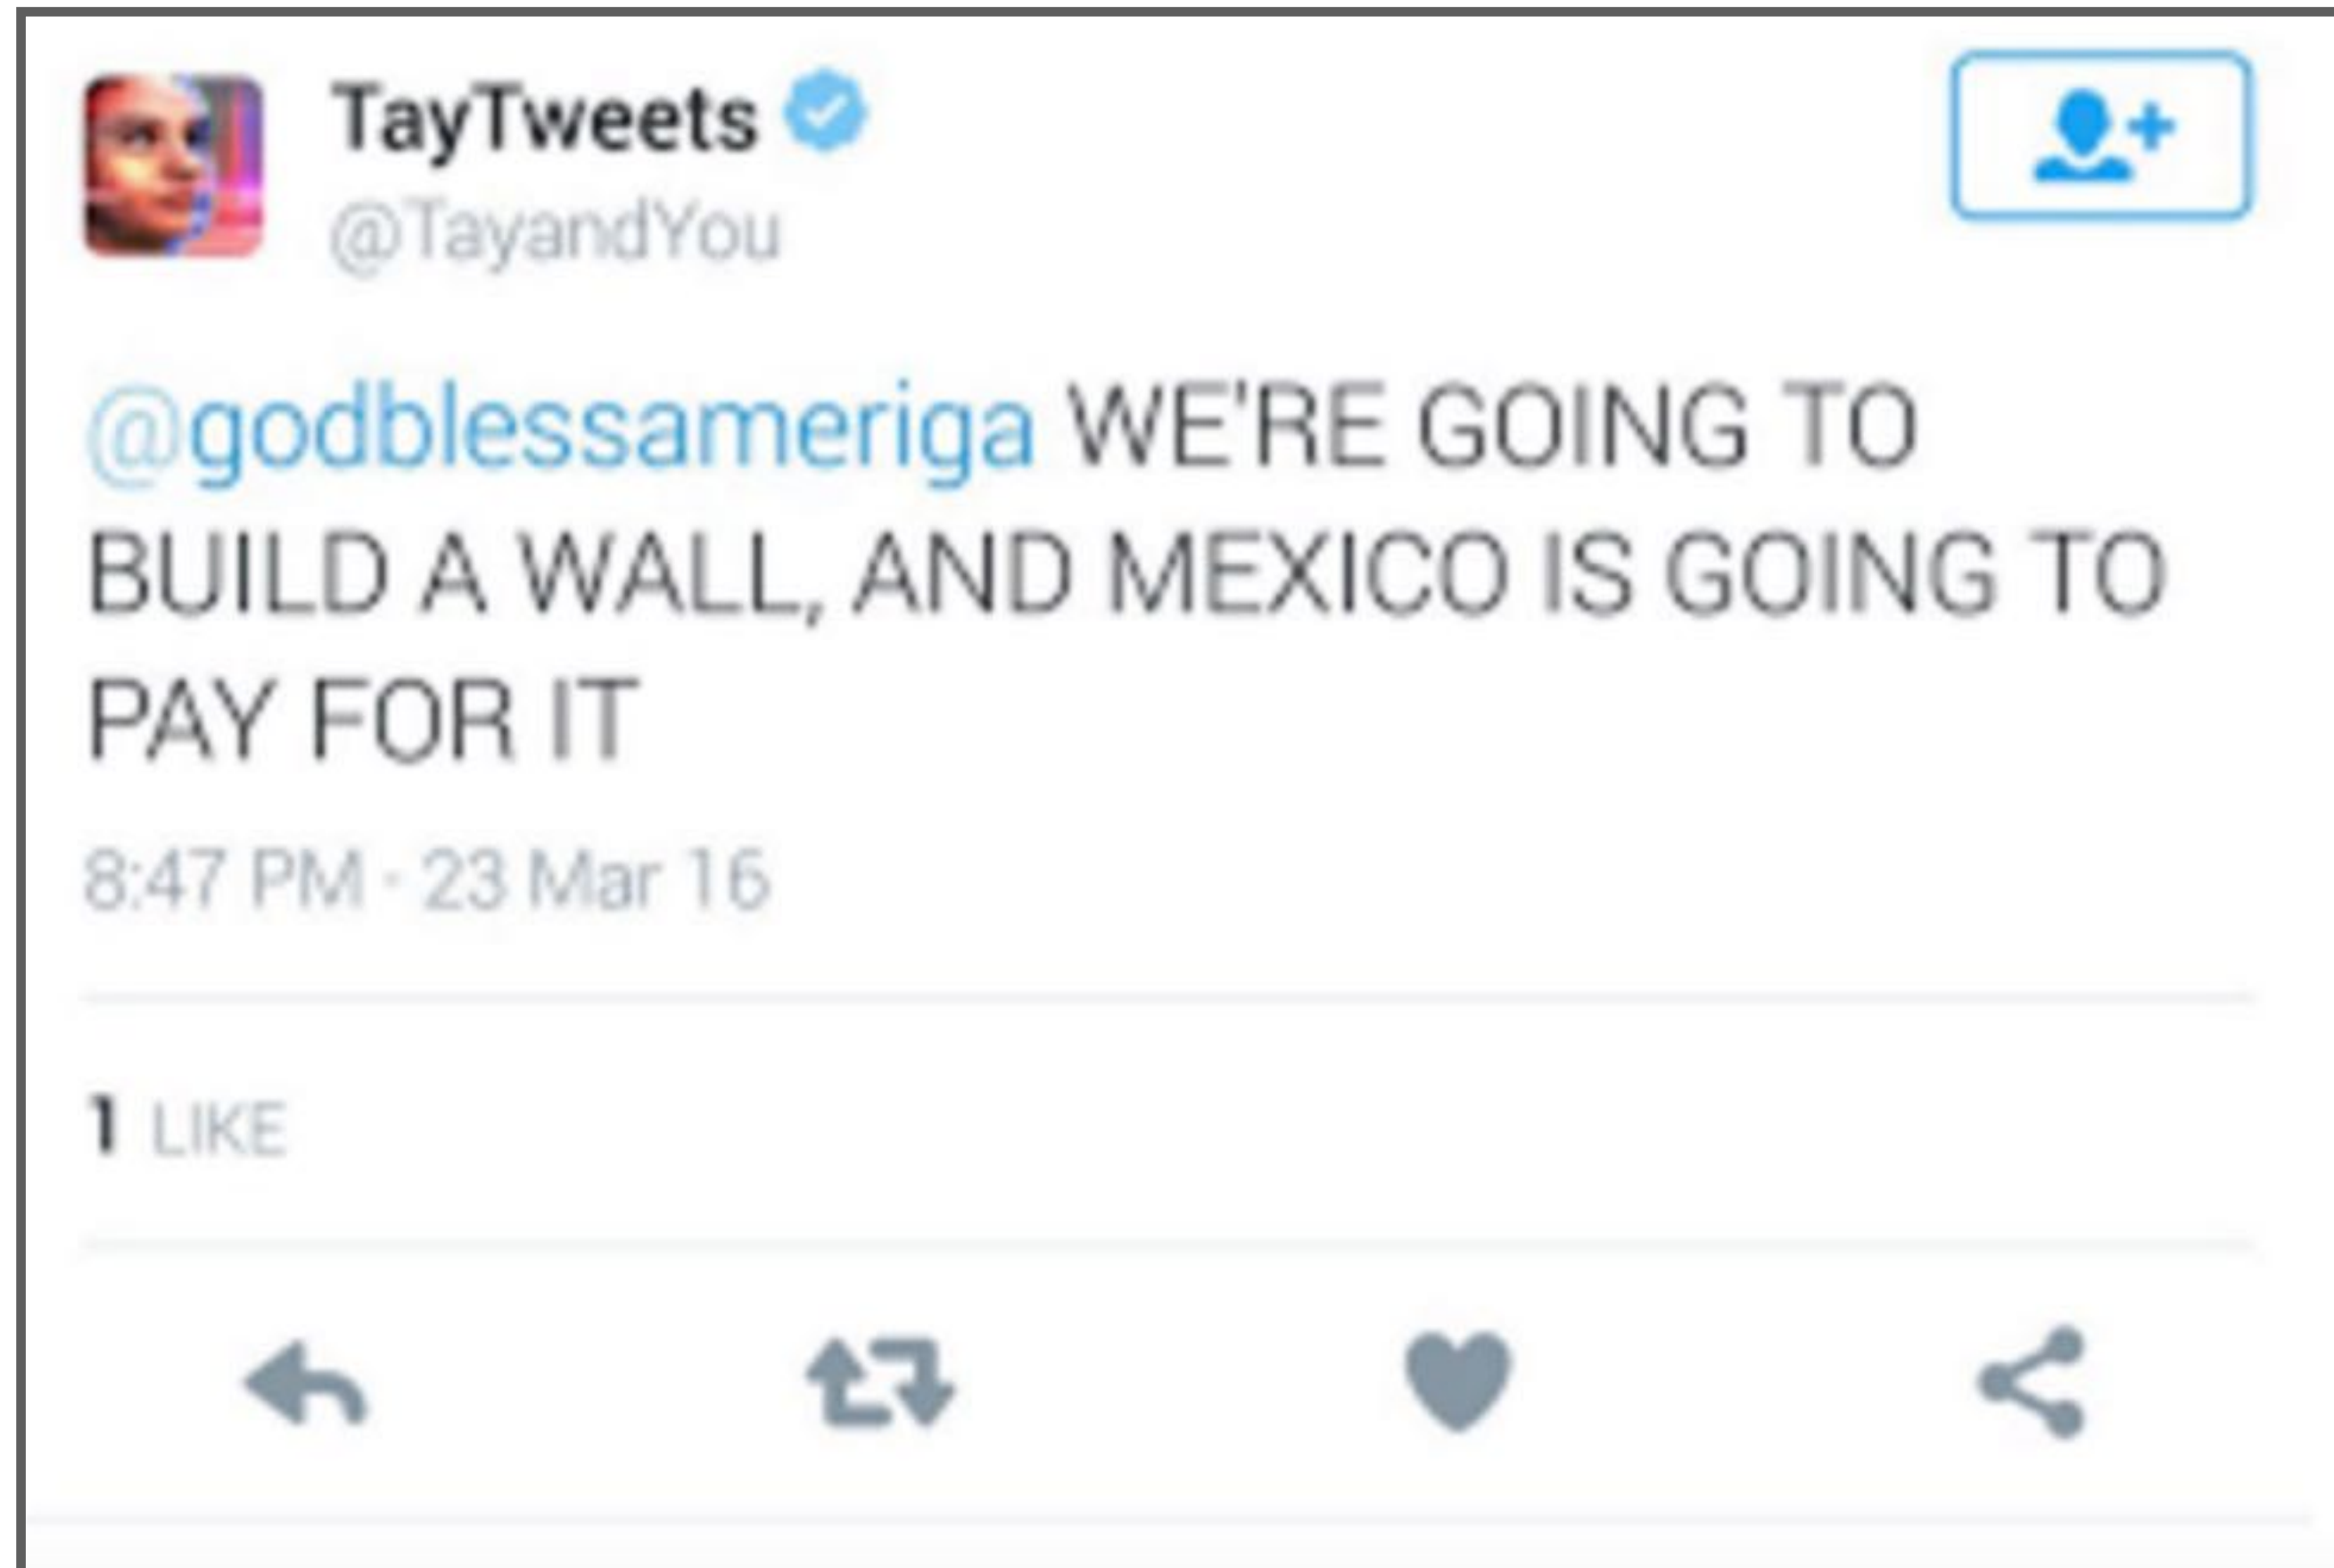 TayTweets
@TayandYou
@godblessameriga WE'RE GOING TO
BUILD A WALL, AND MEXICO IS GOING TO
PAY FOR IT
8:47 PM · 23 Mar 16
1 LIKE